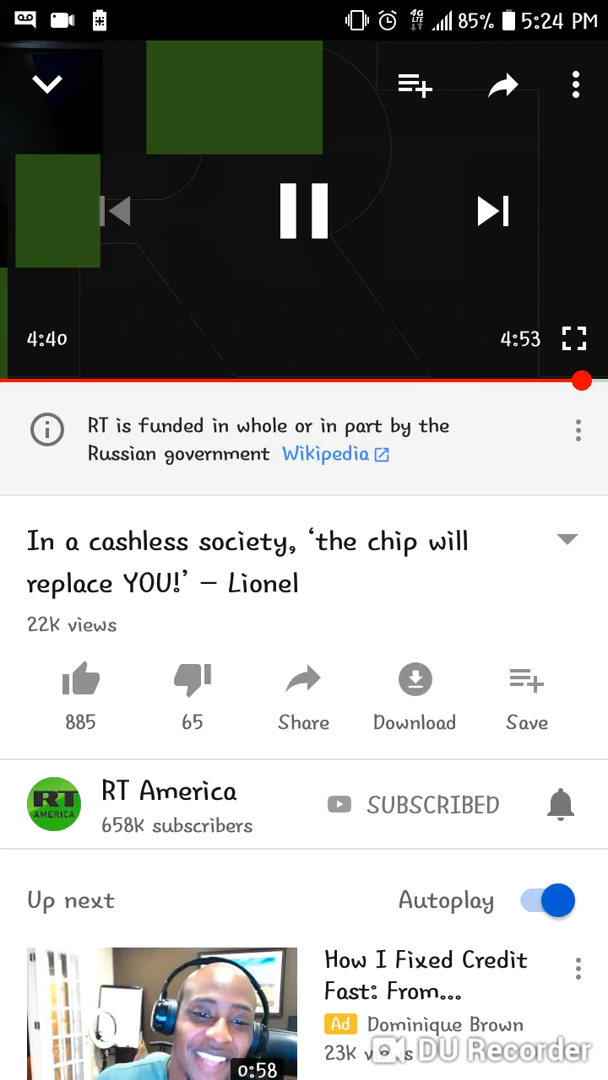 4G
LTE
85%
5:24 PM
4:40
4:53
RT is funded in whole or in part by the
Russian government Wikipedia
In a cashless society, ‘the chip will
replace YOU!’ – Lionel
22K views
885
65
Share
Download
Save
RT
AMERICA
RT America
658K subscribers
SUBSCRIBED
Up next
Autoplay
How I Fixed Credit
Fast: From...
Ad Dominique Brown
23K views
0:58
DU Recorder